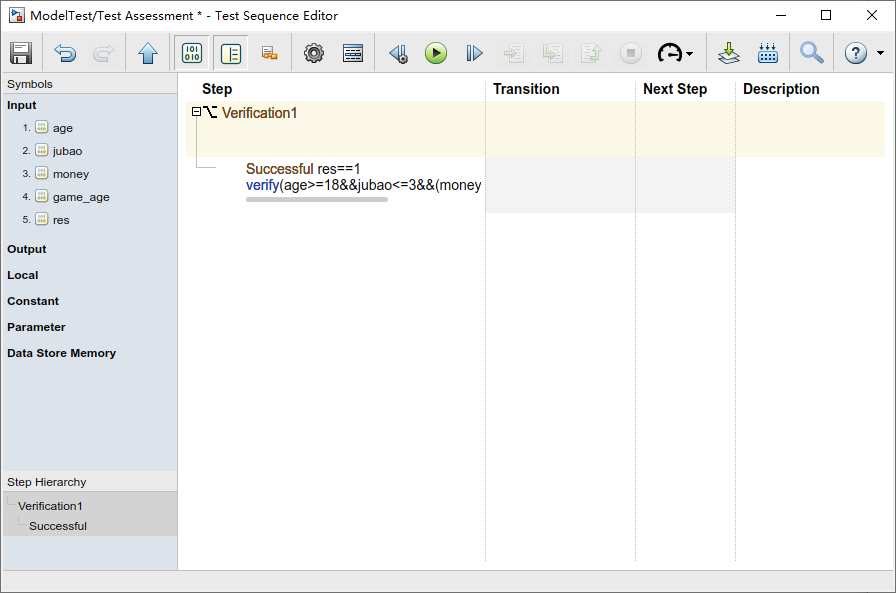 ModelTest/Test Assessment * - Test Sequence Editor
Symbols
Input
1. age
2. jubao
3. money
4. game_age
5. res
Output
Local
Constant
Parameter
Data Store Memory
Step Hierarchy
Verification1
Successful
Step Transition Next Step Description
Verification1
Successful res==1
verify(age>=18&&jubao<=3&&(money